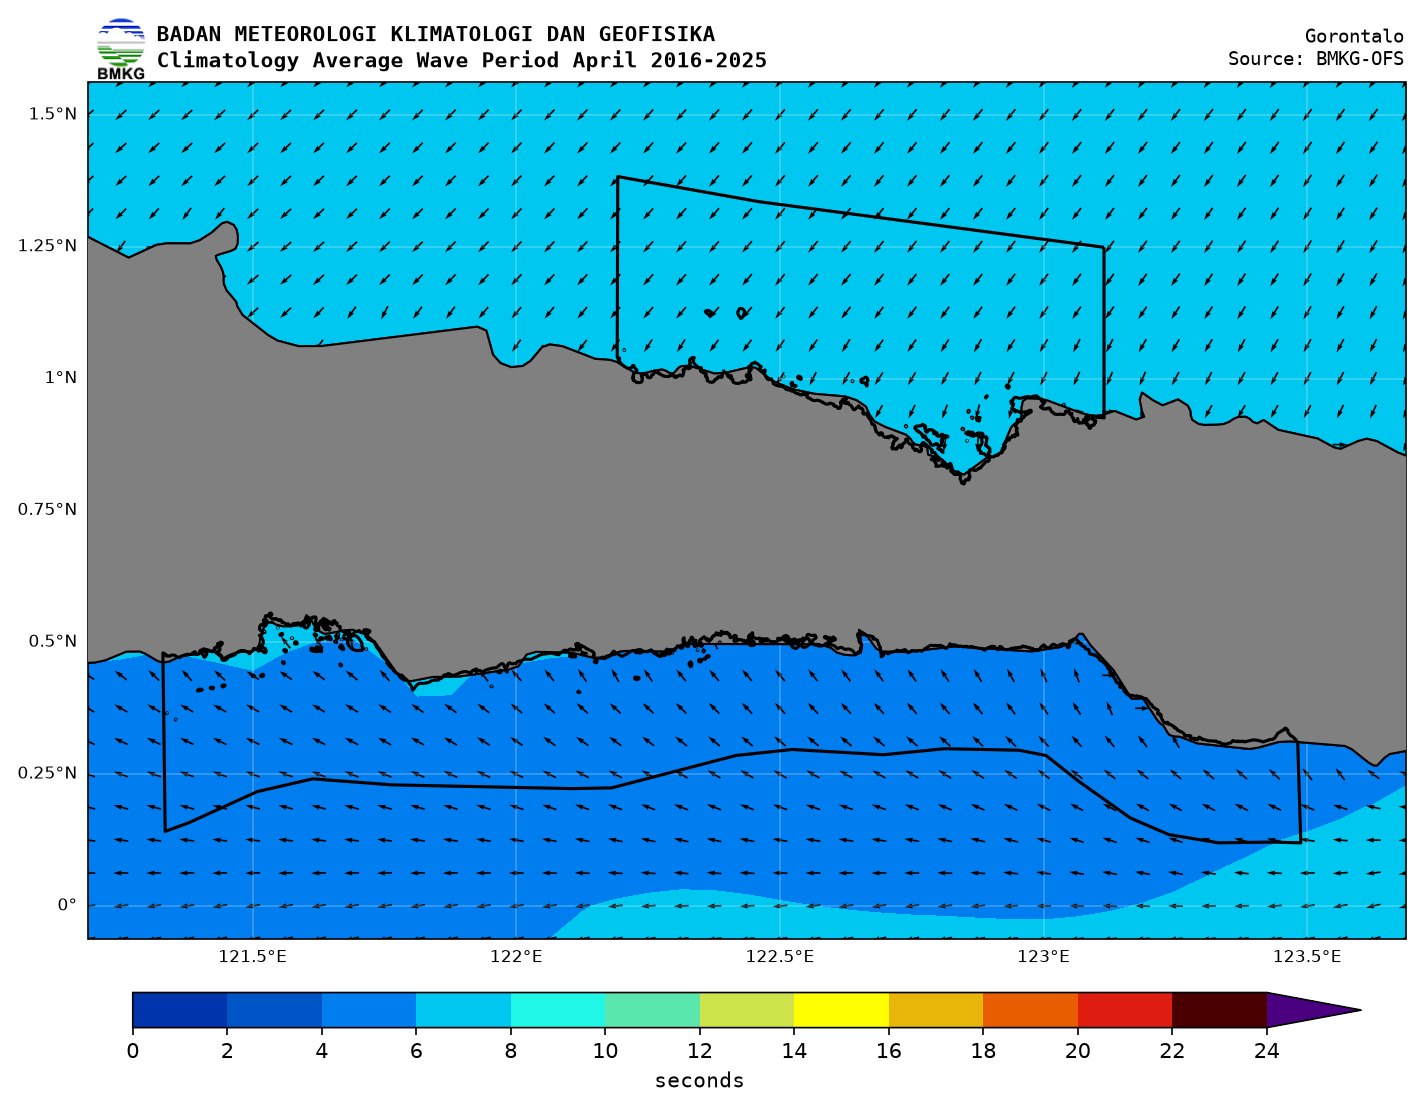 BADAN METEOROLOGI KLIMATOLOGI DAN GEOFISIKA
Climatology Average Wave Period April 2016-2025
BMKG
Gorontalo
Source: BMKG-OFS
1.5°N
1.25°N
1°N
0.75°N
0.5°N
0.25°N
0°
121.5°E 122°E 122.5°E 123°E 123.5°E
0 2 4 6 8 10 12 14 16 18 20 22 24
seconds